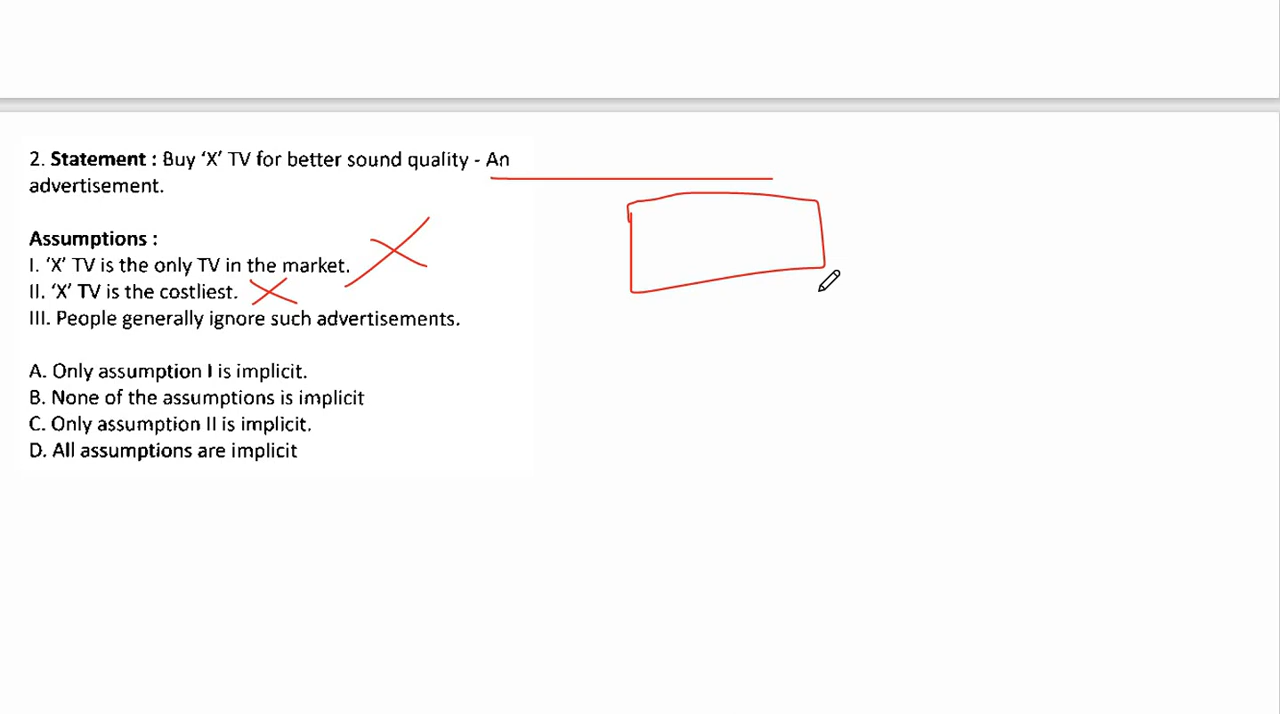 2. Statement : Buy ‘X’ TV for better sound quality - An
advertisement.
Assumptions :
I. ‘X’ TV is the only TV in the market.
II. ‘X’ TV is the costliest.
III. People generally ignore such advertisements.
A. Only assumption I is implicit.
B. None of the assumptions is implicit
C. Only assumption II is implicit.
D. All assumptions are implicit